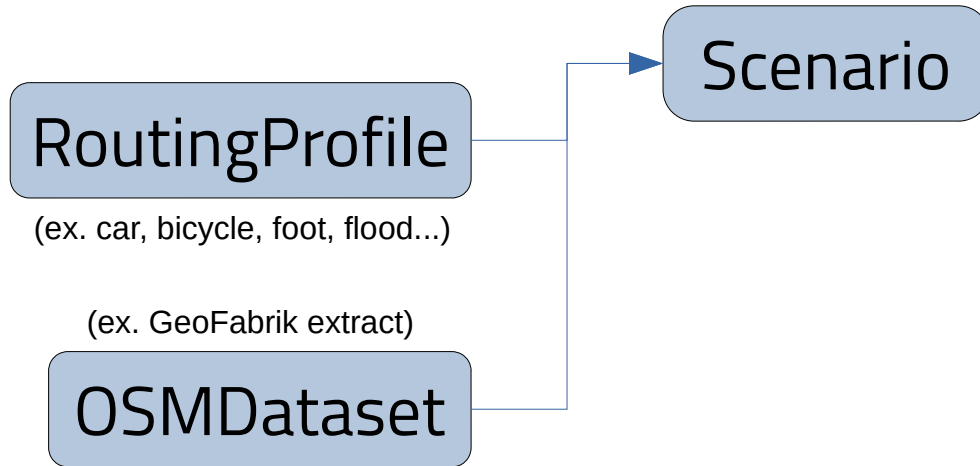 Scenario
RoutingProfile
(ex. car, bicycle, foot, flood...)
(ex. GeoFabrik extract)
OSMDataset